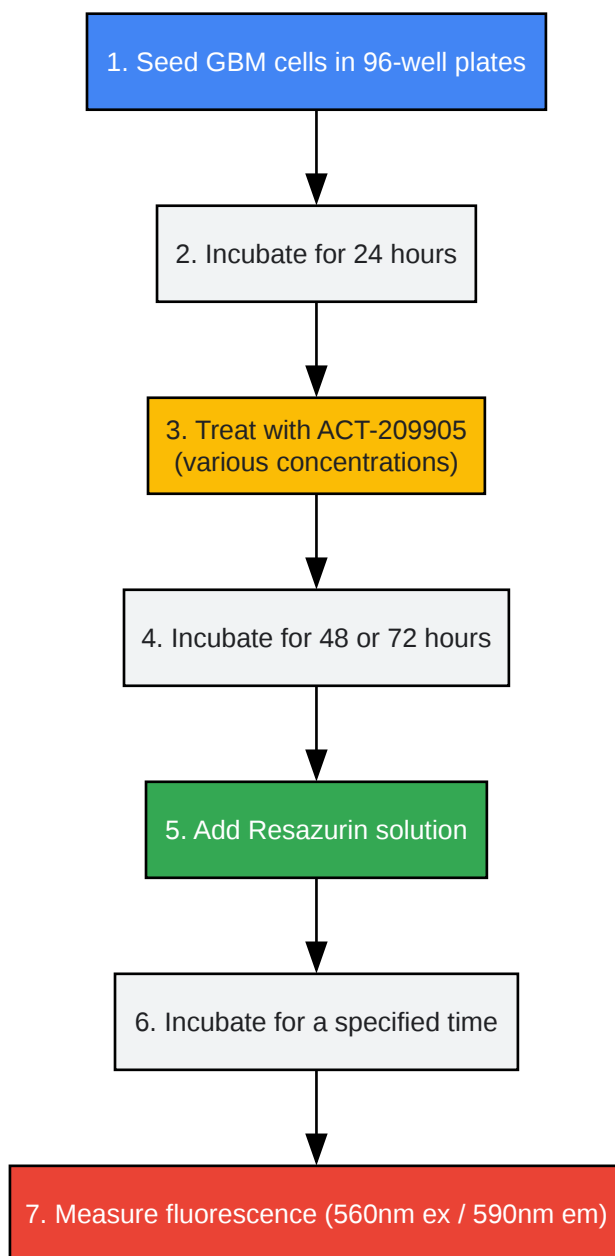 1. Seed GBM cells in 96-well plates
2. Incubate for 24 hours
3. Treat with ACT-209905
(various concentrations)
4. Incubate for 48 or 72 hours
5. Add Resazurin solution
6. Incubate for a specified time
7. Measure fluorescence (560nm ex / 590nm em)